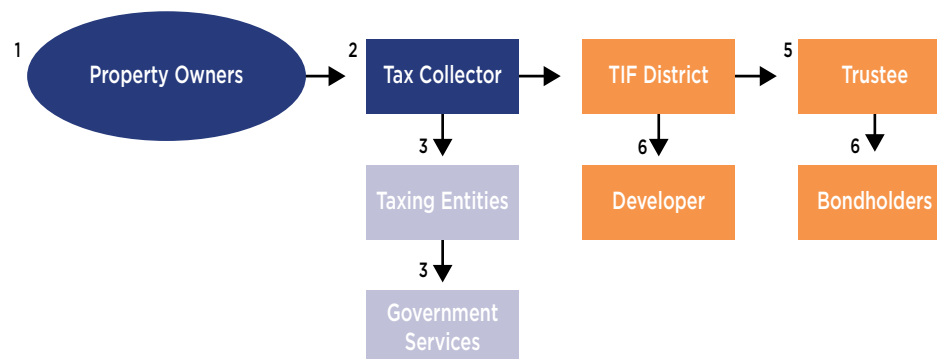 1
Property Owners
2
Tax Collector
TIF District
5
Trustee
3
6
6
Taxing Entities
Developer
Bondholders
3
Government
Services